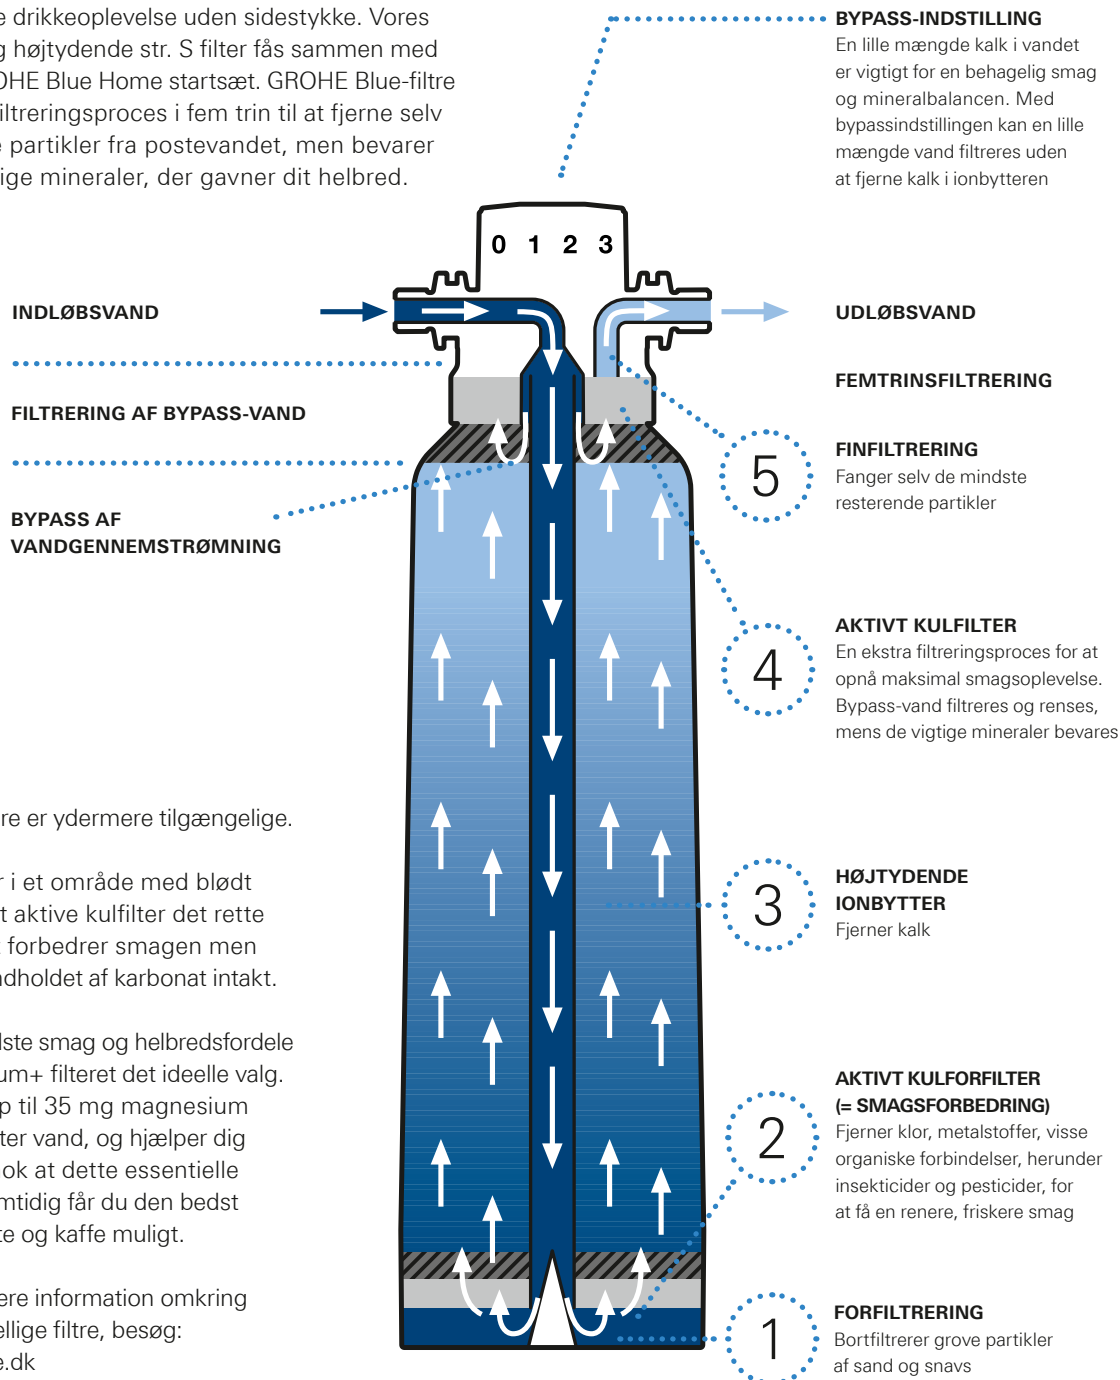 e drikkeoplevelse uden sidestykke. Vores
g højtydende str. S filter fås sammen med
OHE Blue Home startsæt. GROHE Blue-filtre
iltreringsproces i fem trin til at fjerne selv
e partikler fra postevandet, men bevarer
tige mineraler, der gavner dit helbred.
BYPASS-INDSTILLING
En lille mængde kalk i vandet
er vigtigt for en behagelig smag
og mineralbalancen. Med
bypassindstillingen kan en lille
mængde vand filtreres uden
at fjerne kalk i ionbytteren
0 1 2 3
INDLØBSVAND
UDLØBSVAND
FILTRERING AF BYPASS-VAND
BYPASS AF
VANDGENNEMSTRØMNING
FEMTRINSFILTRERING
5
FINFILTRERING
Fanger selv de mindste
resterende partikler
4
AKTIVT KULFILTER
En ekstra filtreringsproces for at
opnå maksimal smagsoplevelse.
Bypass-vand filtreres og renses,
mens de vigtige mineraler bevares
3
HØJTYDENDE
IONBYTTER
Fjerner kalk
2
AKTIVT KULFORFILTER
(= SMAGSFORBEDRING)
Fjerner klor, metalstoffer, visse
organiske forbindelser, herunder
insekticider og pesticider, for
at få en renere, friskere smag
1
FORFILTRERING
Bortfiltrerer grove partikler
af sand og snavs
re er ydermere tilgængelige.
r i et område med blødt
t aktive kulfilter det rette
t forbedrer smagen men
ndholdet af karbonat intakt.
dste smag og helbredsfordele
um+ filteret det ideelle valg.
p til 35 mg magnesium
ter vand, og hjælper dig
ok at dette essentielle
mtidig får du den bedst
te og kaffe muligt.
ere information omkring
ellige filtre, besøg:
e.dk